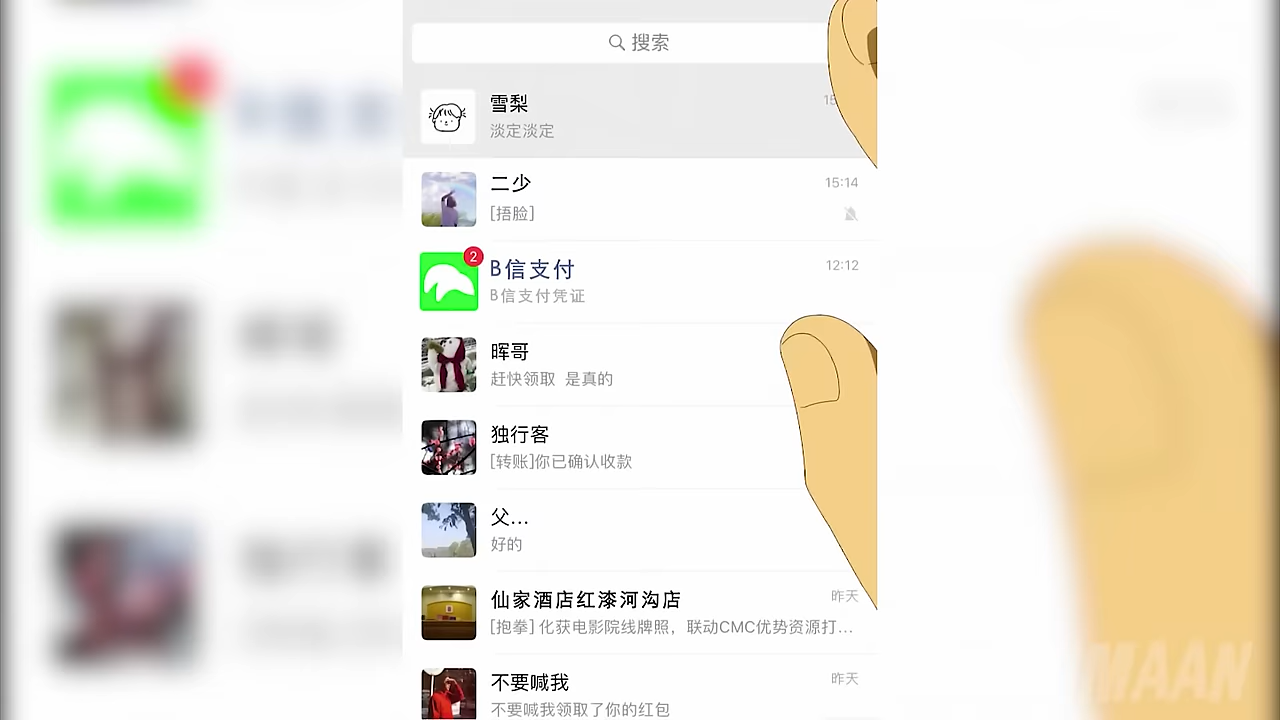 搜索
雪梨
15
淡定淡定
二少
15:14
[捂脸]
2
B信支付
12:12
B信支付凭证
晖哥
赶快领取 是真的
独行客
[转账]你已确认收款
父...
好的
仙家酒店红漆河沟店
昨天
[抱拳] 化获电影院线牌照，联动CMC优势资源打...
不要喊我
昨天
不要喊我领取了你的红包
MAAN